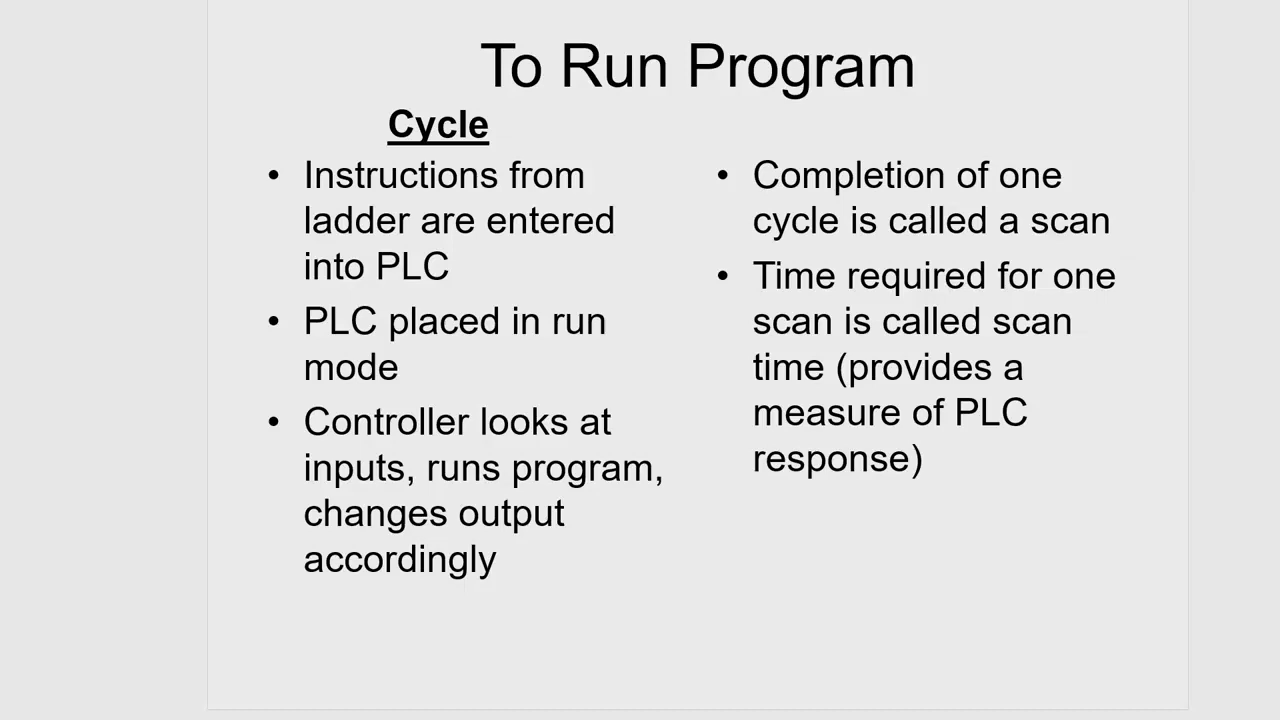 To Run Program
Cycle
• Instructions from
ladder are entered
into PLC
• PLC placed in run
mode
• Controller looks at
inputs, runs program,
changes output
accordingly
• Completion of one
cycle is called a scan
• Time required for one
scan is called scan
time (provides a
measure of PLC
response)